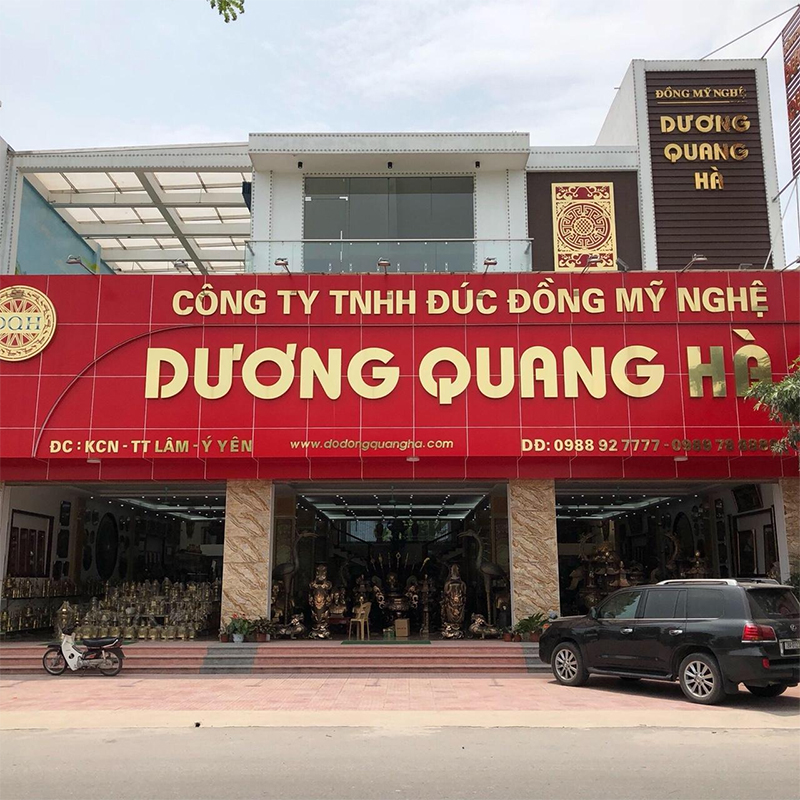 ĐỒNG MỸ NGHỆ
DƯƠNG
QUANG
HÀ
DQH
CÔNG TY TNHH ĐÚC ĐỒNG MỸ NGHỆ
DƯƠNG QUANG HÀ
ĐC : KCN - TT LÂM - Ý YÊN
www.dodongquangha.com
DĐ: 0988 92 7777 -